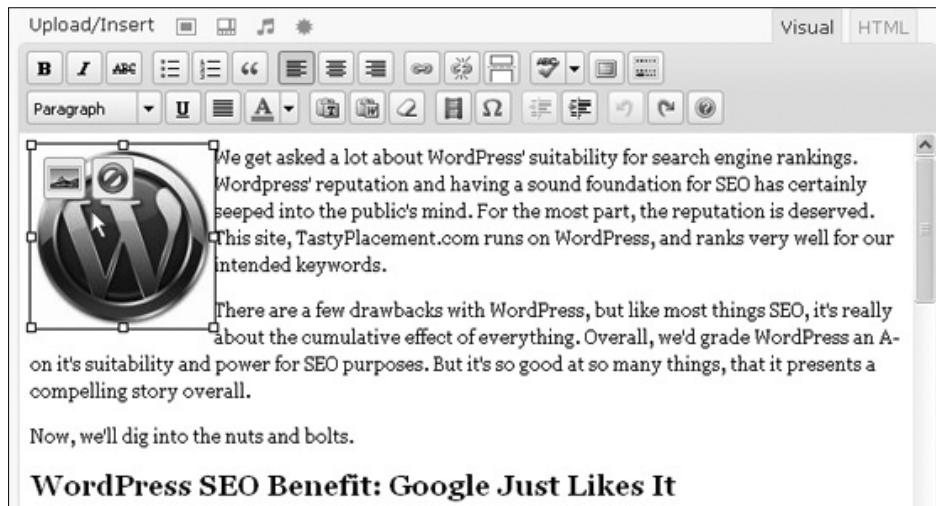 Upload/Insert
Visual HTML
B I ABC
Paragraph U A T W Ω
We get asked a lot about WordPress' suitability for search engine rankings.
Wordpress' reputation and having a sound foundation for SEO has certainly
seeped into the public's mind. For the most part, the reputation is deserved.
This site, TastyPlacement.com runs on WordPress, and ranks very well for our
intended keywords.
There are a few drawbacks with WordPress, but like most things SEO, it's really
about the cumulative effect of everything. Overall, we'd grade WordPress an A-
on it's suitability and power for SEO purposes. But it's so good at so many things, that it presents a
compelling story overall.
Now, we'll dig into the nuts and bolts.
WordPress SEO Benefit: Google Just Likes It